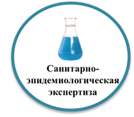 Санитарно-
эпидемиологическая
экспертиза